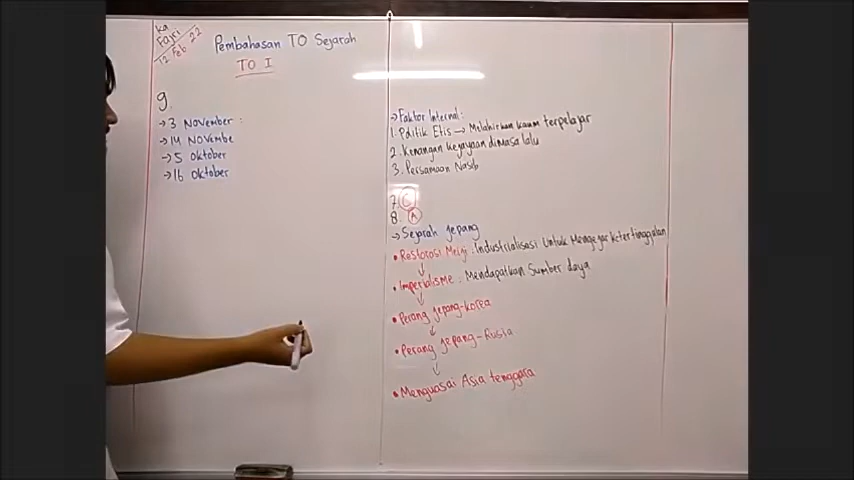 Ka
Fajri
12 Feb 22
Pembahasan TO Sejarah
TO I
9.
→ 3 November :
→ 14 Novembe
→ 5 Oktober
→ 16 Oktober
→ Faktor Internal:
1. Politik Etis → Melahirkan kaum terpelajar
2. Kenangan kejayaan dimasa lalu
3. Persamaan Nasib
7. C
8. A
→ Sejarah Jepang
• Restorasi Meiji : Industrialisasi Untuk Mengejar ketertinggalan
↓
• Imperialisme : Mendapatkan Sumber daya
↓
• Perang Jepang-korea
↓
• Perang Jepang-Rusia
↓
• Menguasai Asia tenggara